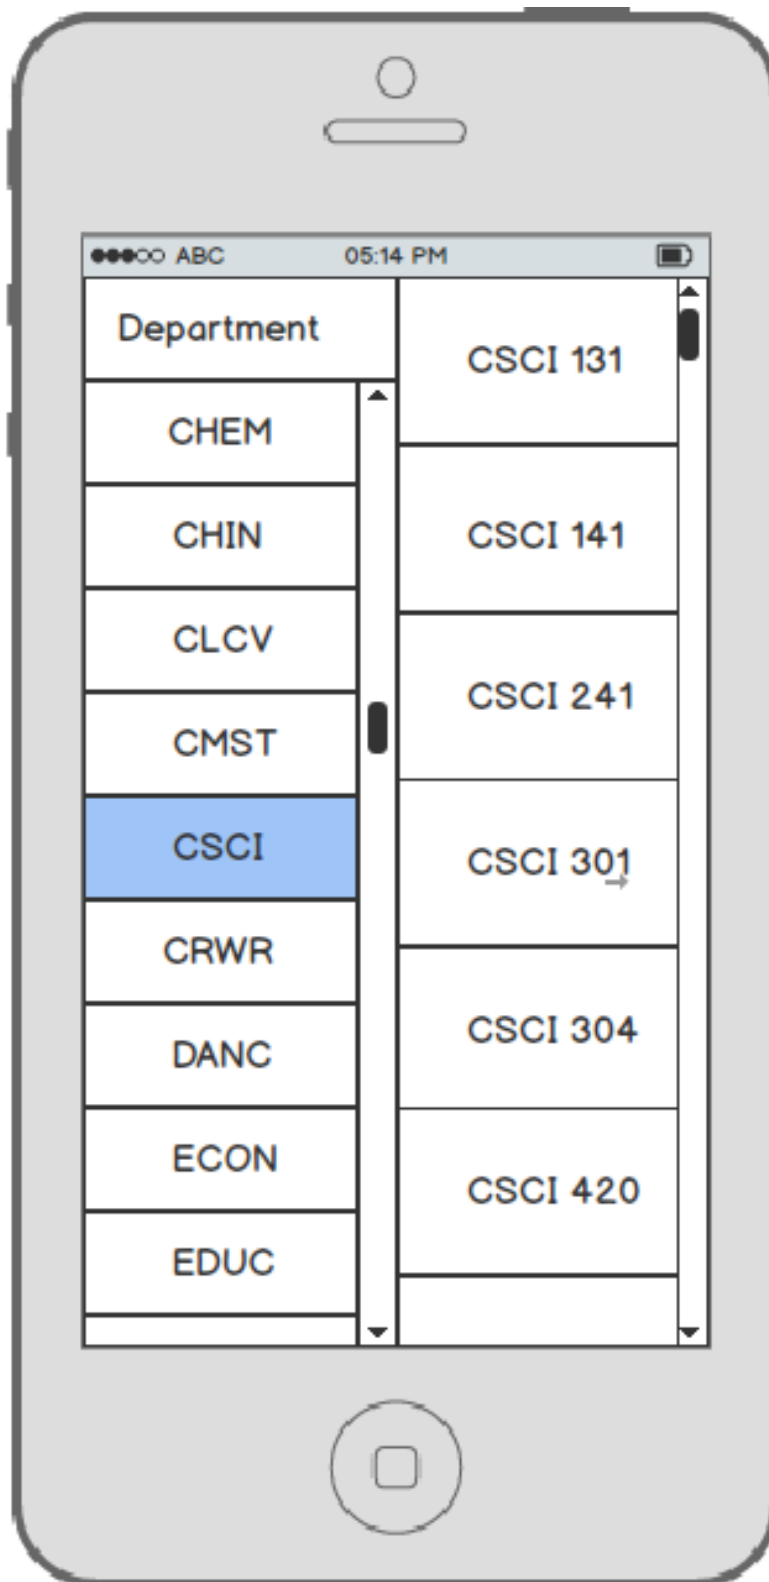 ABC 05:14 PM
Department
CHEM
CHIN
CLCV
CMST
CSCI
CRWR
DANC
ECON
EDUC
CSCI 131
CSCI 141
CSCI 241
CSCI 301
CSCI 304
CSCI 420